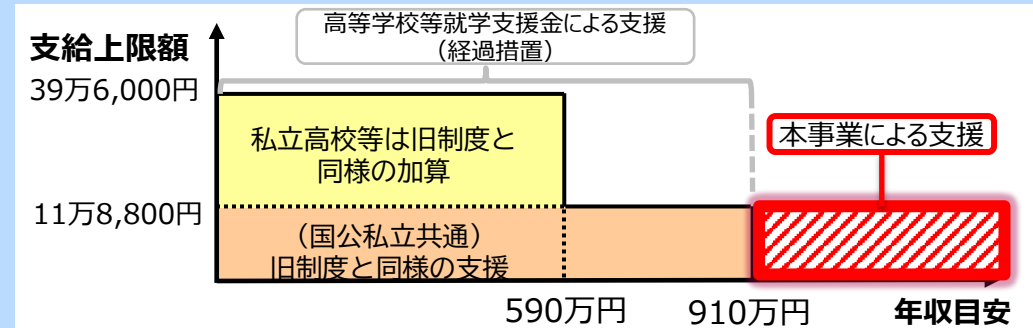 高等学校等就学支援金による支援
（経過措置）
支給上限額
39万6,000円
私立高校等は旧制度と
同様の加算
本事業による支援
11万8,800円
（国公私立共通）
旧制度と同様の支援
590万円
910万円
年収目安